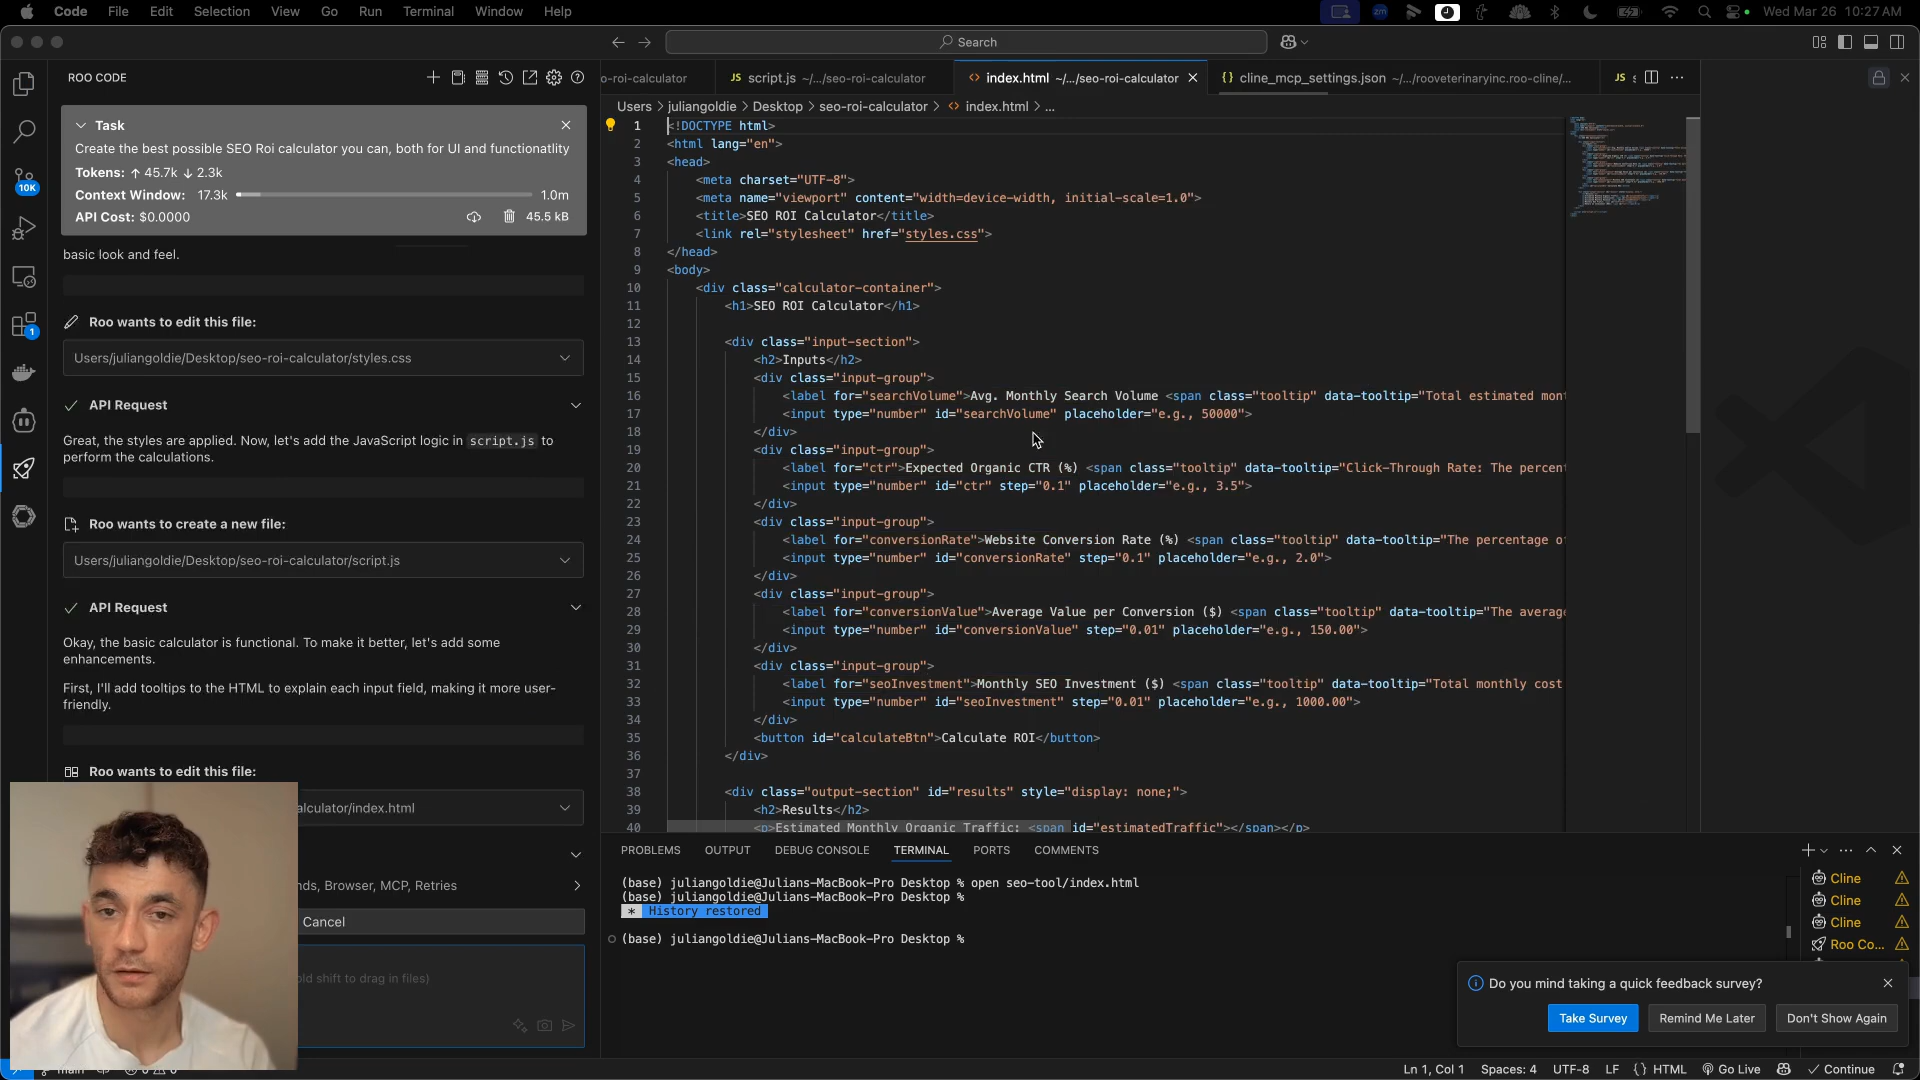 Code File Edit Selection View Go Run Terminal Window Help
zm
Wed Mar 26 10:27 AM
Search
ROO CODE
Task
Create the best possible SEO Roi calculator you can, both for UI and functionatlity
Tokens: ↑ 45.7k ↓ 2.3k
Context Window: 17.3k 1.0m
API Cost: $0.0000 45.5 kB
10K
1
basic look and feel.
Roo wants to edit this file:
Users/juliangoldie/Desktop/seo-roi-calculator/styles.css
API Request
Great, the styles are applied. Now, let's add the JavaScript logic in script.js to
perform the calculations.
Roo wants to create a new file:
Users/juliangoldie/Desktop/seo-roi-calculator/script.js
API Request
Okay, the basic calculator is functional. To make it better, let's add some
enhancements.
First, I'll add tooltips to the HTML to explain each input field, making it more user-
friendly.
Roo wants to edit this file:
alculator/index.html
nds, Browser, MCP, Retries
Cancel
old shift to drag in files)
o-roi-calculator JS script.js ~/.../seo-roi-calculator <> index.html ~/.../seo-roi-calculator {} cline_mcp_settings.json ~/.../rooveterinaryinc.roo-cline/... JS
Users > juliangoldie > Desktop > seo-roi-calculator > <> index.html > ...
1 <!DOCTYPE html>
2 <html lang="en">
3 <head>
4 <meta charset="UTF-8">
5 <meta name="viewport" content="width=device-width, initial-scale=1.0">
6 <title>SEO ROI Calculator</title>
7 <link rel="stylesheet" href="styles.css">
8 </head>
9 <body>
10 <div class="calculator-container">
11 <h1>SEO ROI Calculator</h1>
12
13 <div class="input-section">
14 <h2>Inputs</h2>
15 <div class="input-group">
16 <label for="searchVolume">Avg. Monthly Search Volume <span class="tooltip" data-tooltip="Total estimated mont
17 <input type="number" id="searchVolume" placeholder="e.g., 50000">
18 </div>
19 <div class="input-group">
20 <label for="ctr">Expected Organic CTR (%) <span class="tooltip" data-tooltip="Click-Through Rate: The percent
21 <input type="number" id="ctr" step="0.1" placeholder="e.g., 3.5">
22 </div>
23 <div class="input-group">
24 <label for="conversionRate">Website Conversion Rate (%) <span class="tooltip" data-tooltip="The percentage of
25 <input type="number" id="conversionRate" step="0.1" placeholder="e.g., 2.0">
26 </div>
27 <div class="input-group">
28 <label for="conversionValue">Average Value per Conversion ($) <span class="tooltip" data-tooltip="The average
29 <input type="number" id="conversionValue" step="0.01" placeholder="e.g., 150.00">
30 </div>
31 <div class="input-group">
32 <label for="seoInvestment">Monthly SEO Investment ($) <span class="tooltip" data-tooltip="Total monthly cost
33 <input type="number" id="seoInvestment" step="0.01" placeholder="e.g., 1000.00">
34 </div>
35 <button id="calculateBtn">Calculate ROI</button>
36 </div>
37
38 <div class="output-section" id="results" style="display: none;">
39 <h2>Results</h2>
40 <p>Estimated Monthly Organic Traffic: <span id="estimatedTraffic"></span></p>
PROBLEMS OUTPUT DEBUG CONSOLE TERMINAL PORTS COMMENTS
(base) juliangoldie@Julians-MacBook-Pro Desktop % open seo-tool/index.html
(base) juliangoldie@Julians-MacBook-Pro Desktop %
* History restored
(base) juliangoldie@Julians-MacBook-Pro Desktop %
Cline
Cline
Cline
Roo Co...
Do you mind taking a quick feedback survey?
Take Survey Remind Me Later Don't Show Again
main Ln 1, Col 1 Spaces: 4 UTF-8 LF {} HTML Go Live Continue